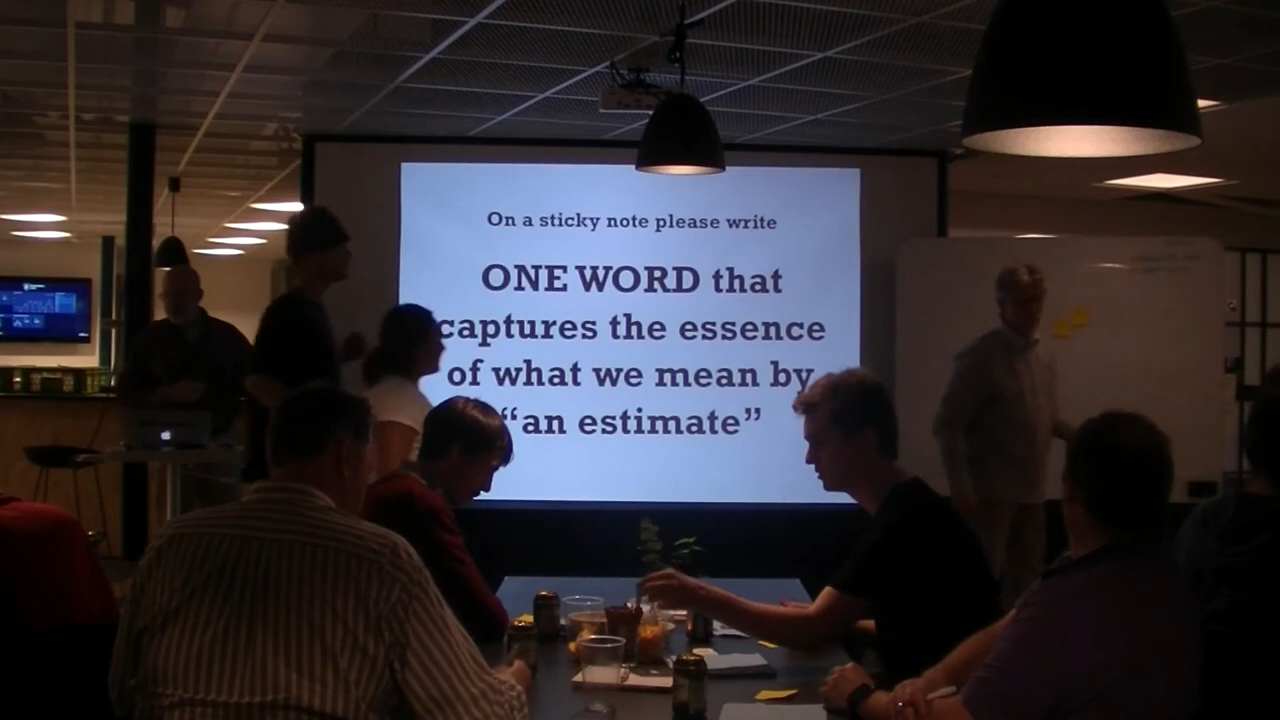 On a sticky note please write
ONE WORD that
captures the essence
of what we mean by
“an estimate”